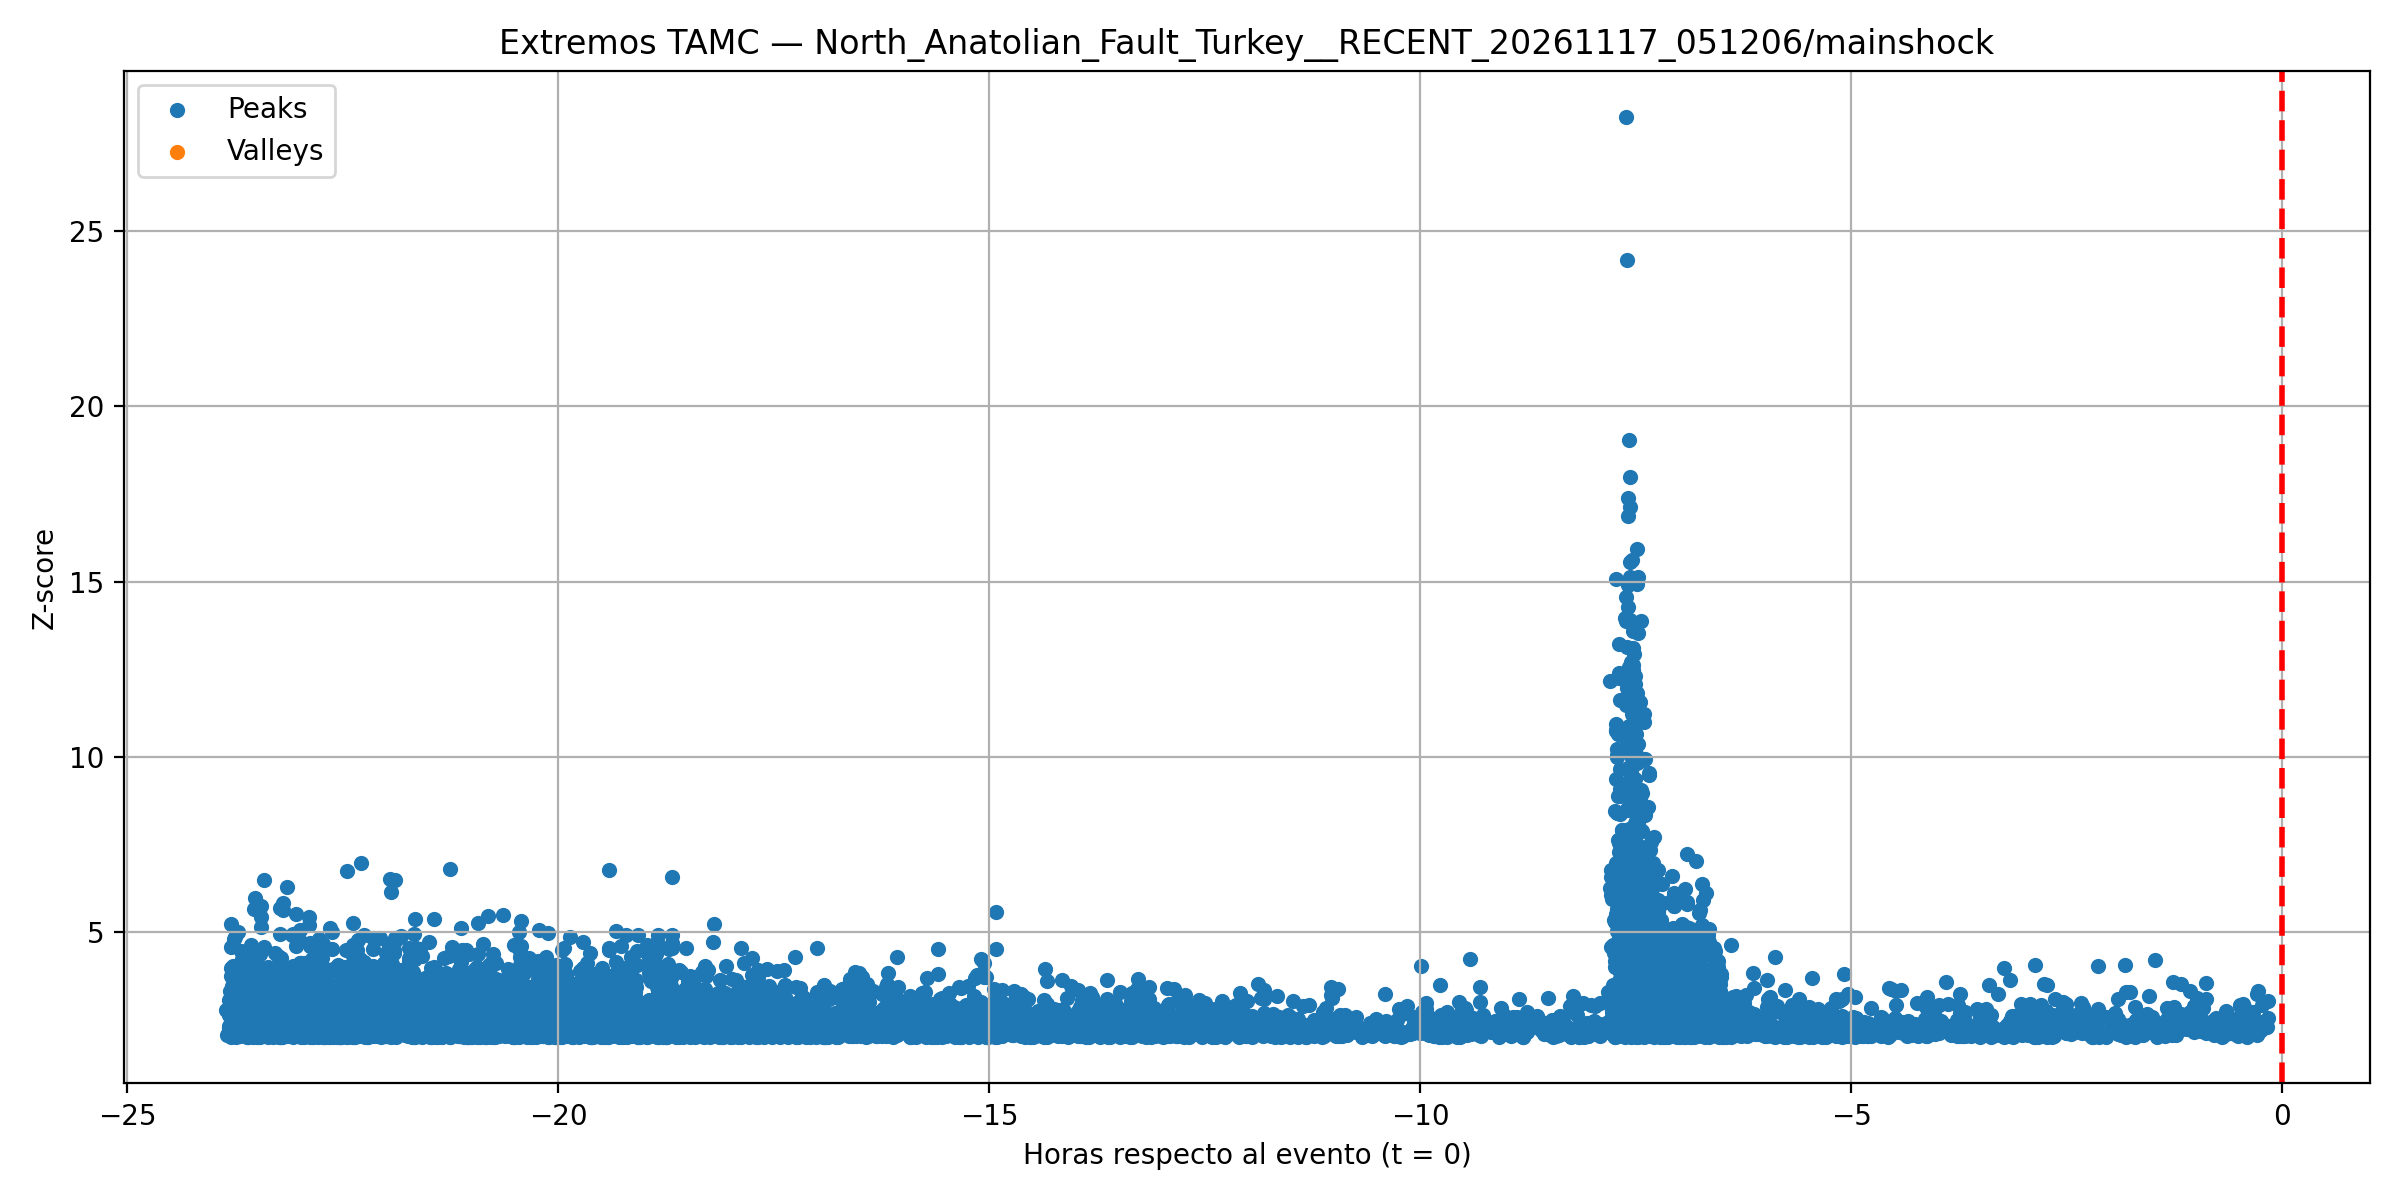 Extremos TAMC — North_Anatolian_Fault_Turkey__RECENT_20261117_051206/mainshock
Peaks
Valleys
25
20
15
10
5
Z-score
−25
−20
−15
−10
−5
0
Horas respecto al evento (t = 0)